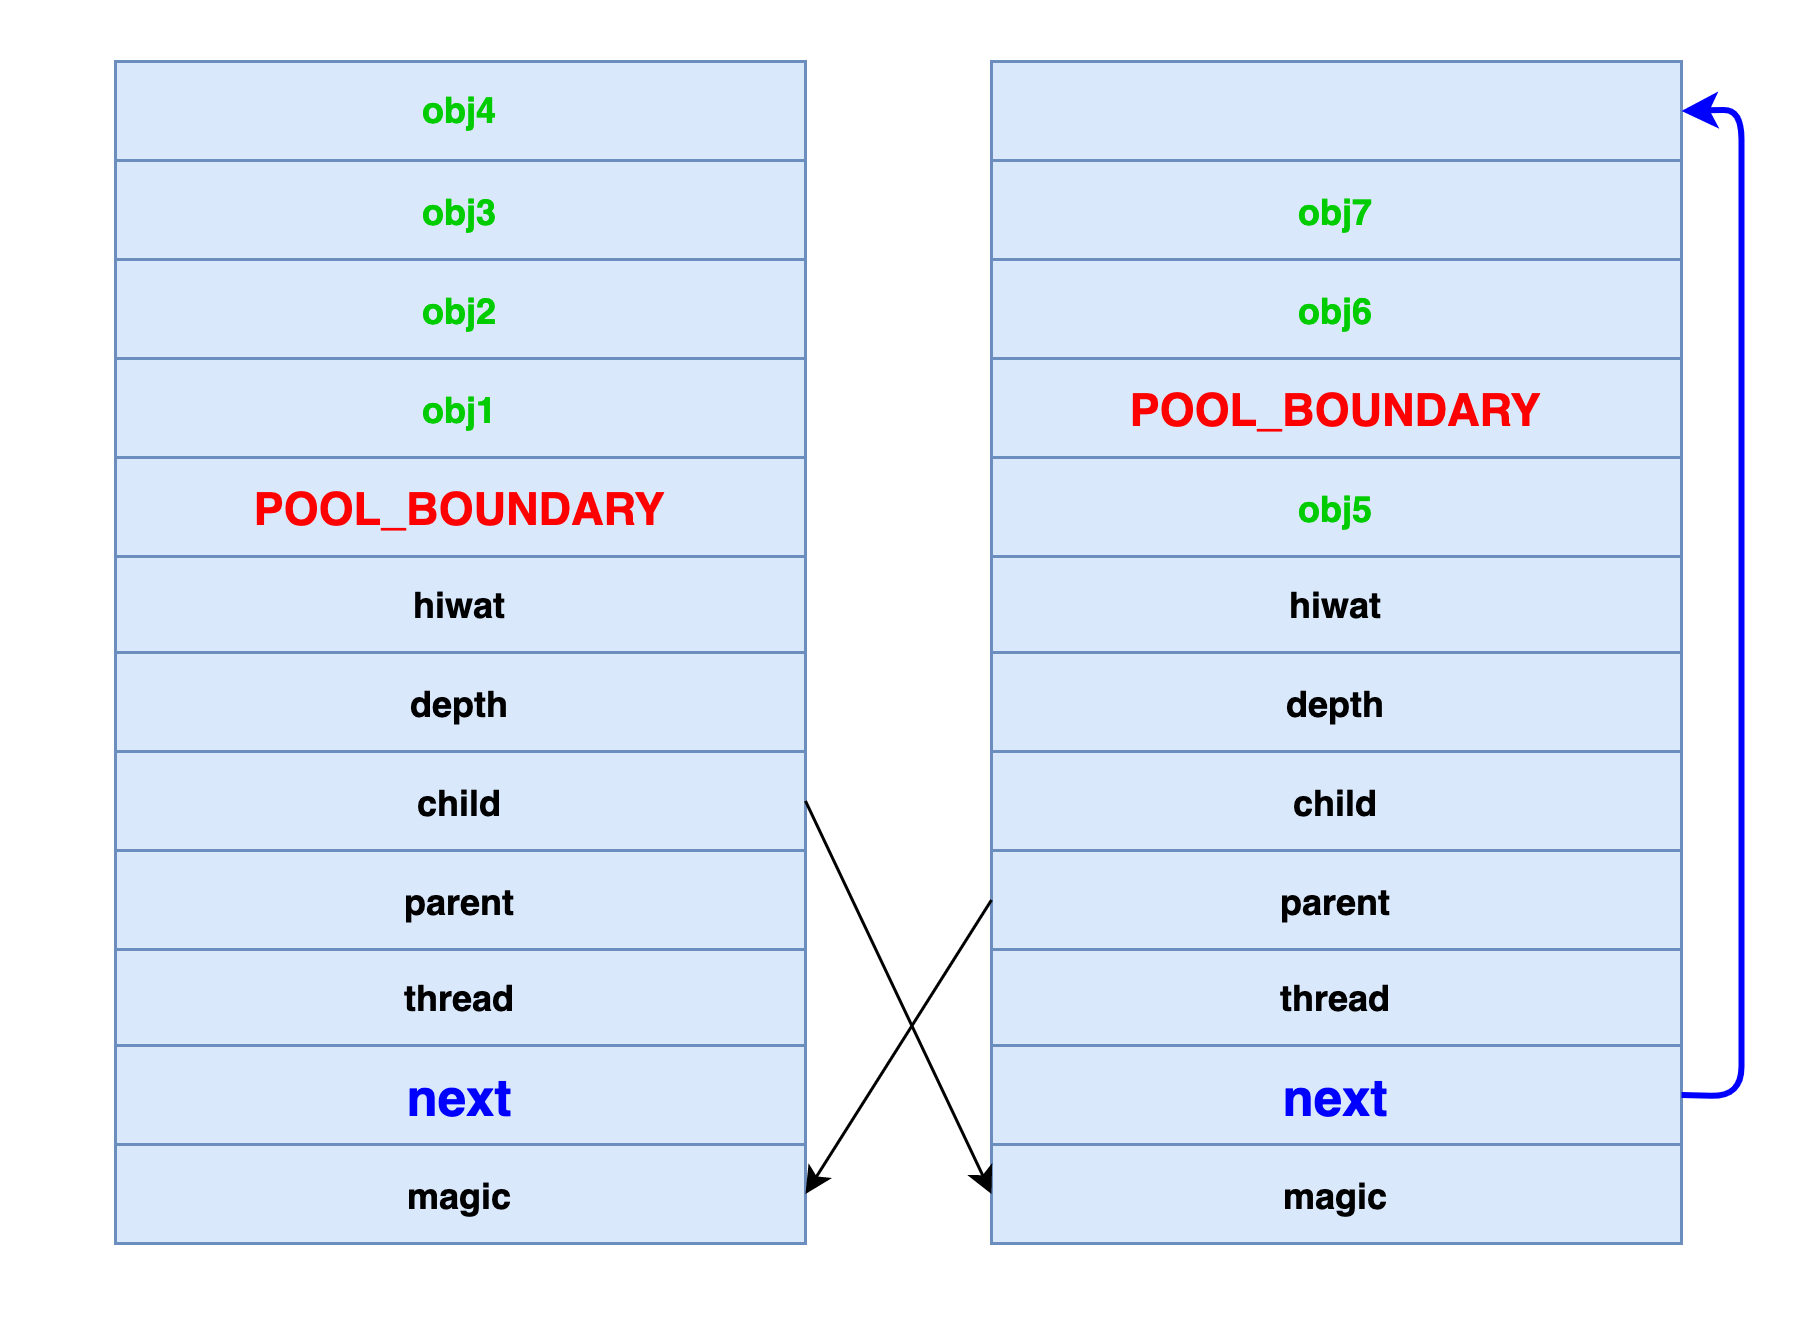 obj4
obj3
obj2
obj1
POOL_BOUNDARY
hiwat
depth
child
parent
thread
next
magic
obj7
obj6
POOL_BOUNDARY
obj5
hiwat
depth
child
parent
thread
next
magic